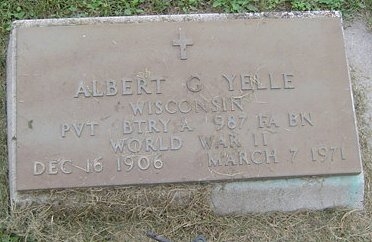 ALBERT G YELLE
WISCONSIN
PVT BTRY A 987 FA BN
WORLD WAR II
DEC 16 1906 MARCH 7 1971